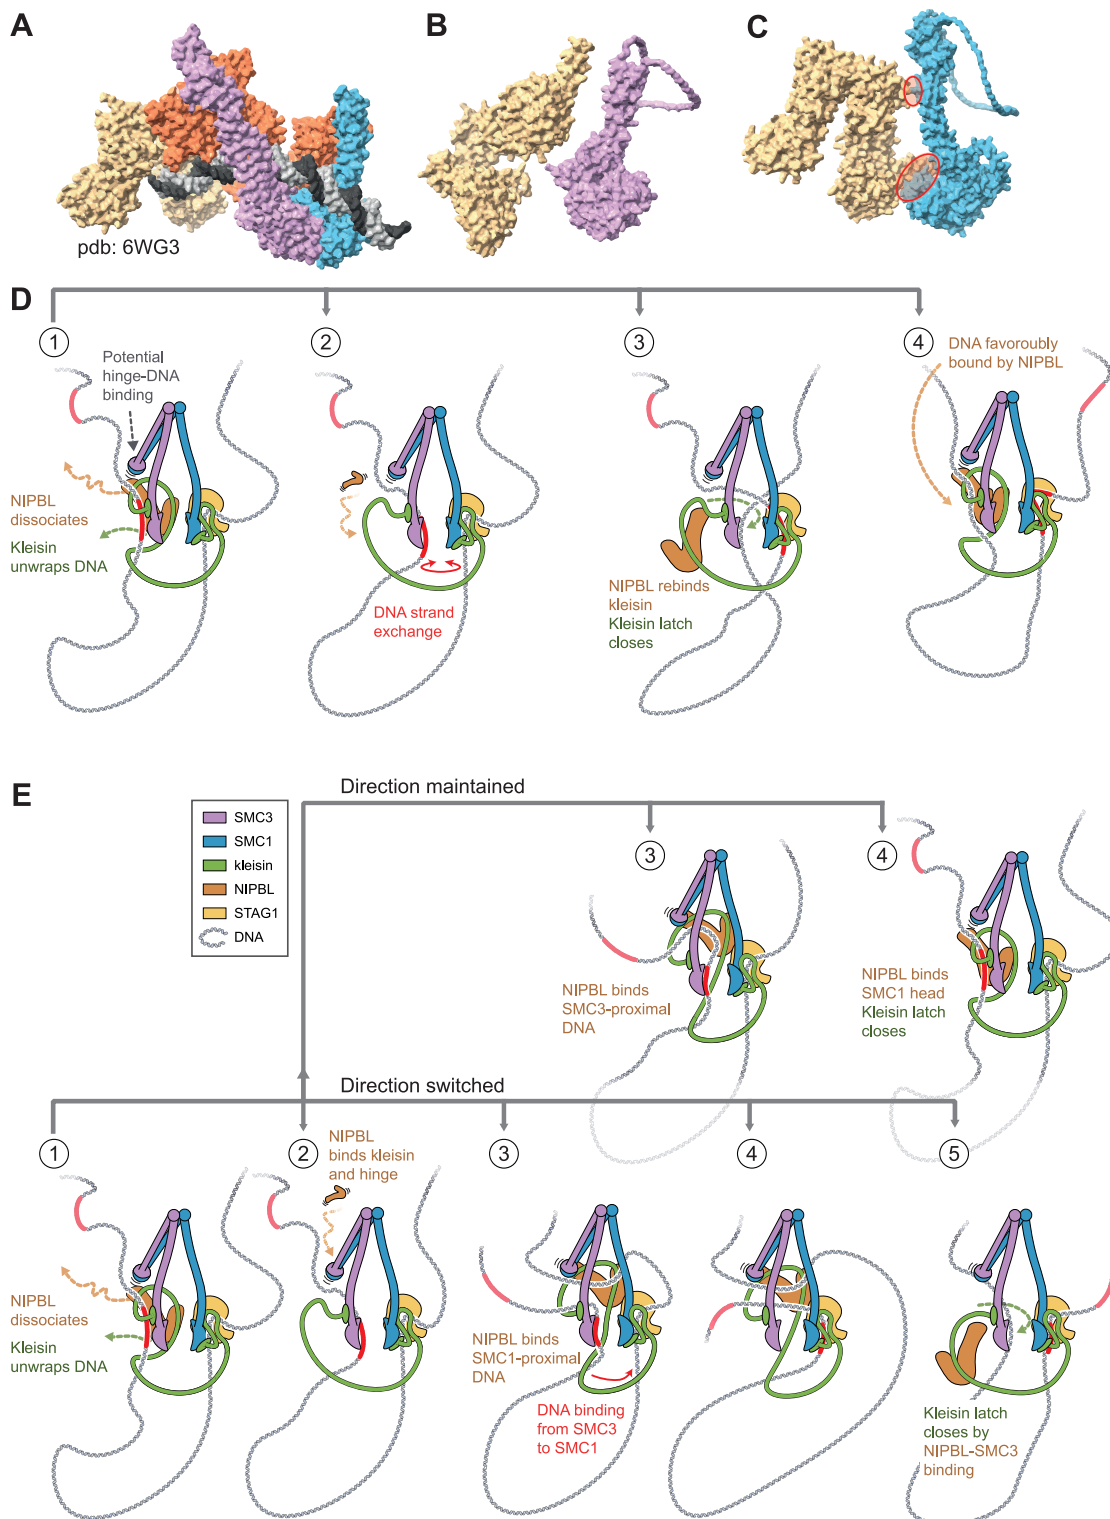 A
B
C
pdb: 6WG3
D
1
2
3
4
Potential
hinge-DNA
binding
NIPBL
dissociates
Kleisin
unwraps DNA
DNA strand
exchange
NIPBL rebinds
kleisin
Kleisin latch
closes
DNA favoroubly
bound by NIPBL
E
Direction maintained
SMC3
SMC1
kleisin
NIPBL
STAG1
DNA
3
4
NIPBL binds
SMC3-proximal
DNA
NIPBL binds
SMC1 head
Kleisin latch
closes
Direction switched
1
2
3
4
5
NIPBL
binds kleisin
and hinge
NIPBL
dissociates
Kleisin
unwraps DNA
NIPBL binds
SMC1-proximal
DNA
DNA binding
from SMC3
to SMC1
Kleisin latch
closes by
NIPBL-SMC3
binding